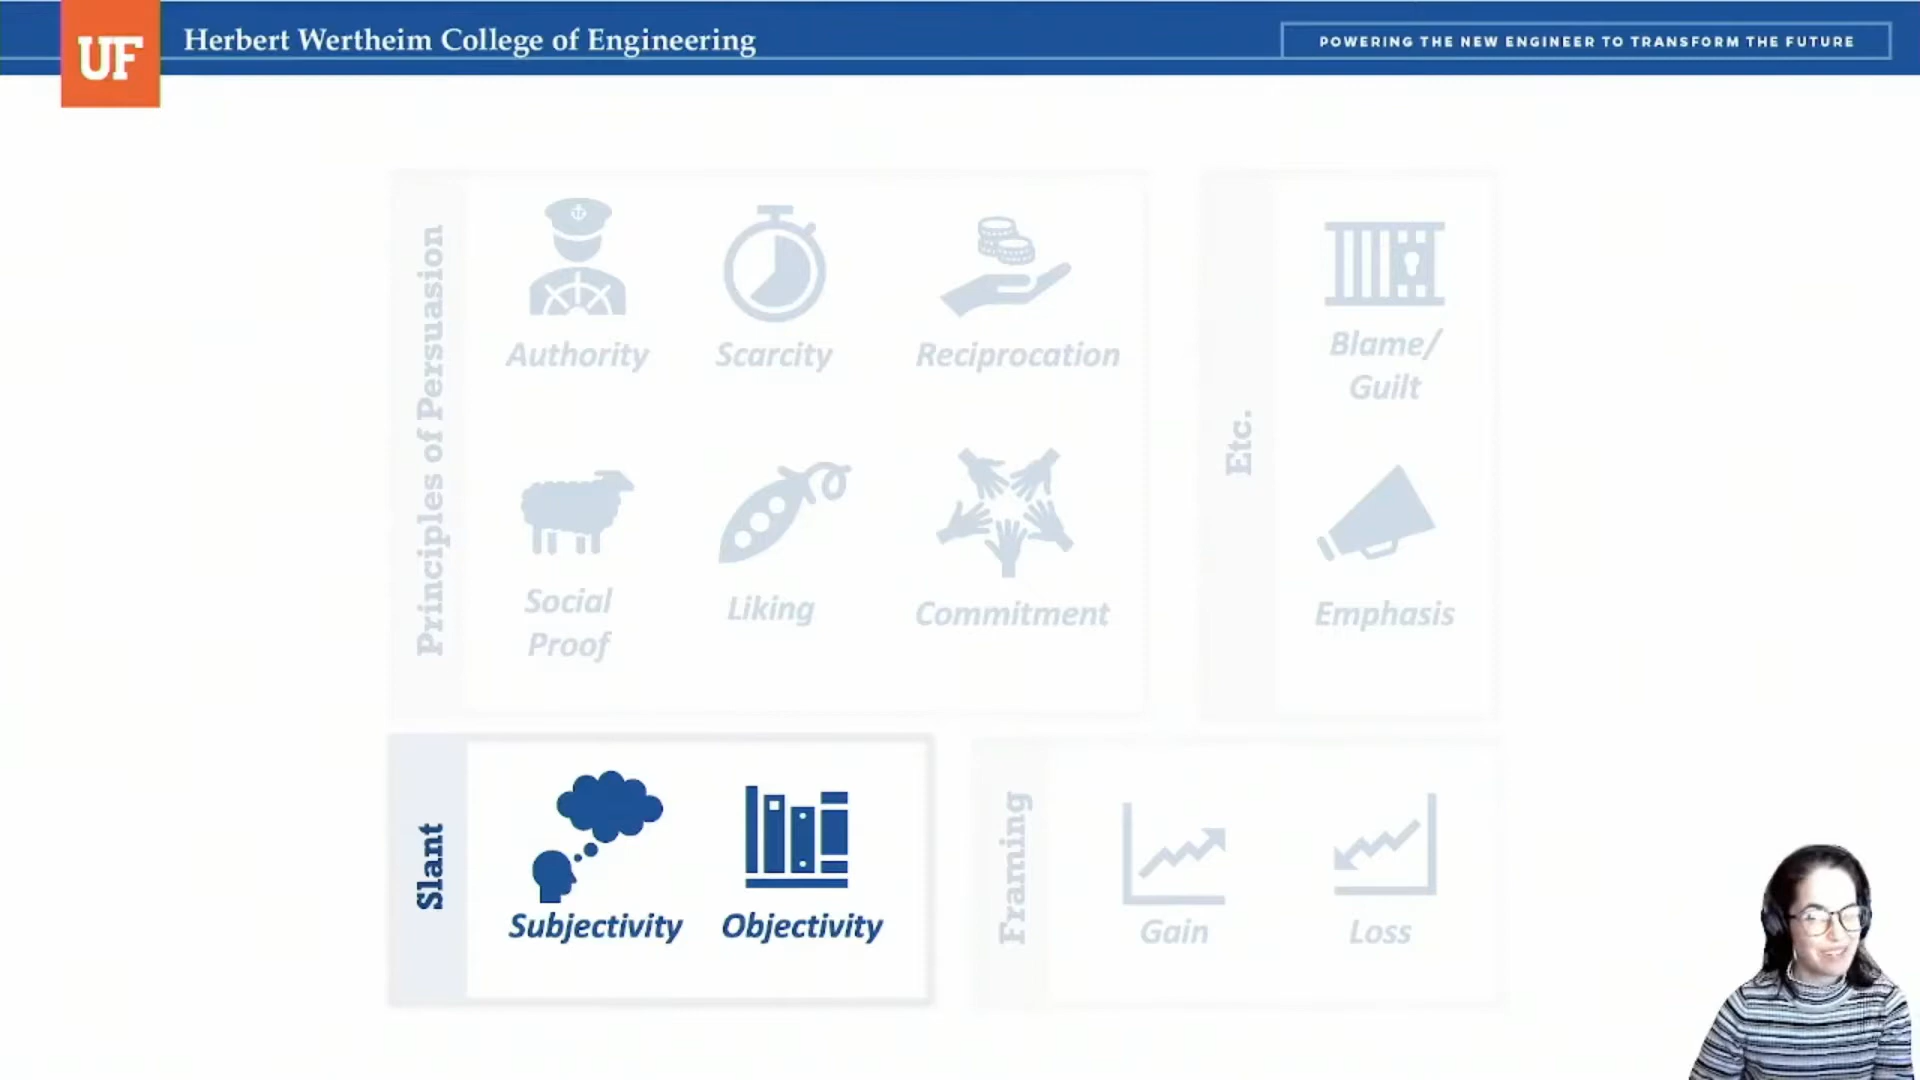 UF
Herbert Wertheim College of Engineering
POWERING THE NEW ENGINEER TO TRANSFORM THE FUTURE
Principles of Persuasion
Authority
Scarcity
Reciprocation
Social
Proof
Liking
Commitment
Etc.
Blame/
Guilt
Emphasis
Slant
Subjectivity
Objectivity
Framing
Gain
Loss